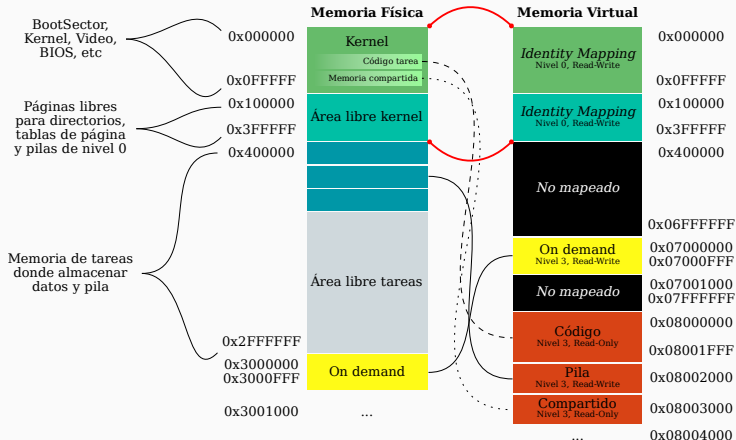 Memoria Física
Memoria Virtual
BootSector,
Kernel, Video,
BIOS, etc
Páginas libres
para directorios,
tablas de página
y pilas de nivel 0
Memoria de tareas
donde almacenar
datos y pila
0x000000
0x0FFFFF
0x100000
0x3FFFFF
0x400000
0x2FFFFFF
0x3000000
0x3000FFF
0x3001000
Kernel
Código tarea
Memoria compartida
Área libre kernel
Área libre tareas
On demand
...
Identity Mapping
Nivel 0, Read-Write
Identity Mapping
Nivel 0, Read-Write
No mapeado
On demand
Nivel 3, Read-Write
No mapeado
Código
Nivel 3, Read-Only
Pila
Nivel 3, Read-Write
Compartido
Nivel 3, Read-Only
...
0x000000
0x0FFFFF
0x100000
0x3FFFFF
0x400000
0x06FFFFFF
0x07000000
0x07000FFF
0x07001000
0x07FFFFFF
0x08000000
0x08001FFF
0x08002000
0x08003000
0x08004000